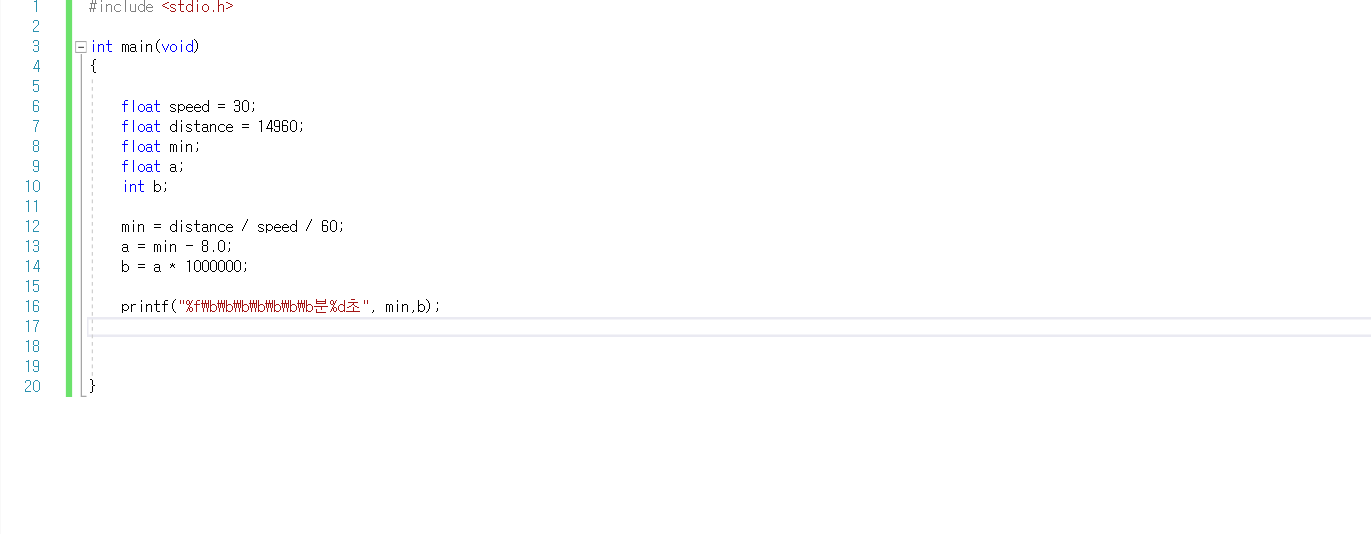 1 #include <stdio.h>
2
3 int main(void)
4 {
5
6 float speed = 30;
7 float distance = 14960;
8 float min;
9 float a;
10 int b;
11
12 min = distance / speed / 60;
13 a = min - 8.0;
14 b = a * 1000000;
15
16 printf("%f₩b₩b₩b₩b₩b₩b₩b분%d초", min,b);
17
18
19
20 }